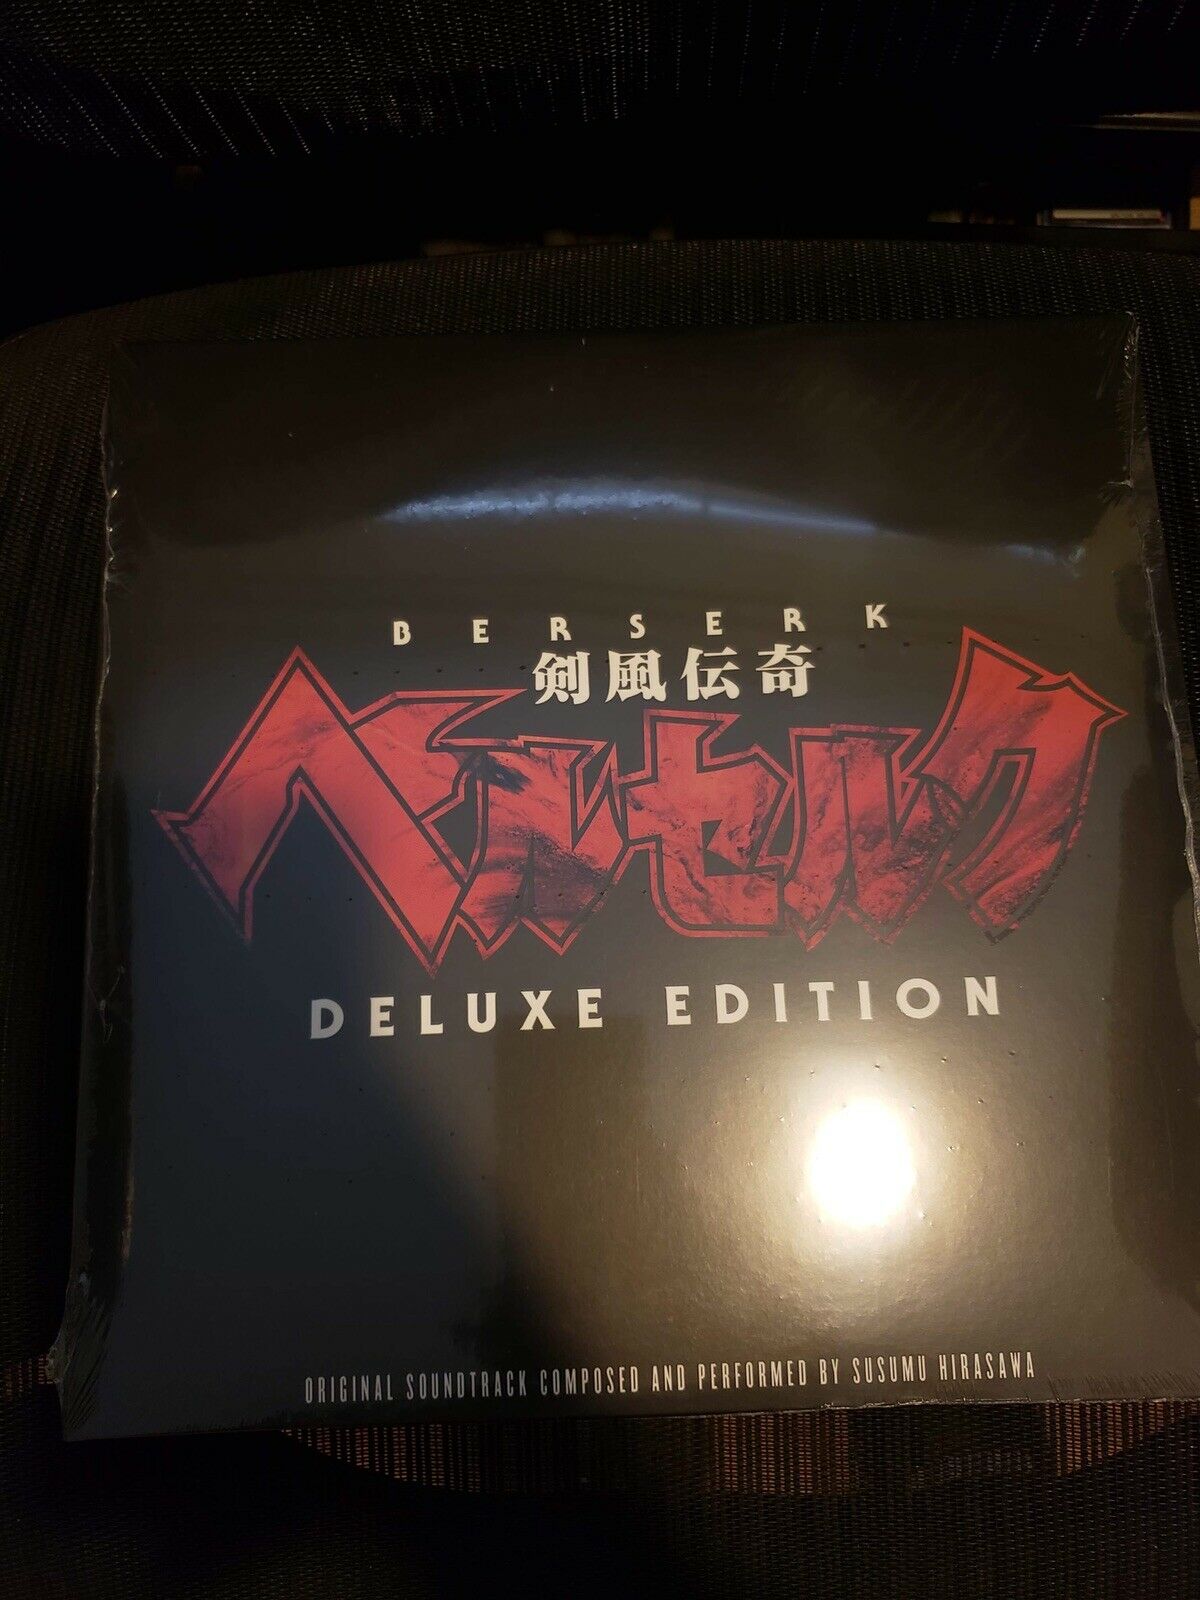 BERSERK
剣風伝奇
ベルセルク
DELUXE EDITION
ORIGINAL SOUNDTRACK COMPOSED AND PERFORMED BY SUSUMU HIRASAWA